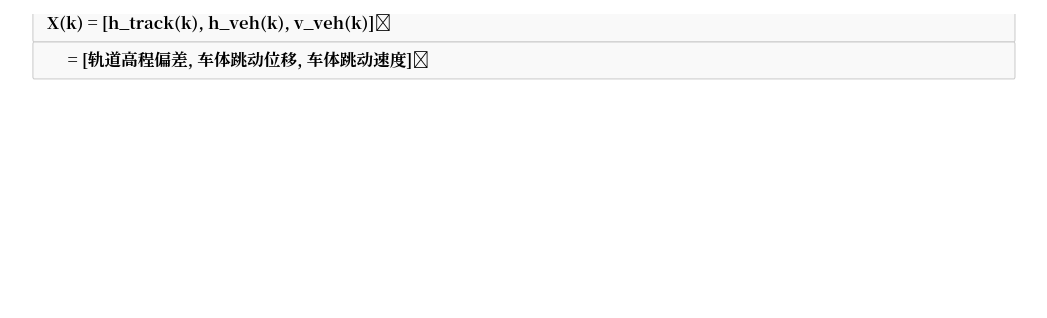 X(k) = [h_track(k), h_veh(k), v_veh(k)]
= [轨道高程偏差, 车体跳动位移, 车体跳动速度]